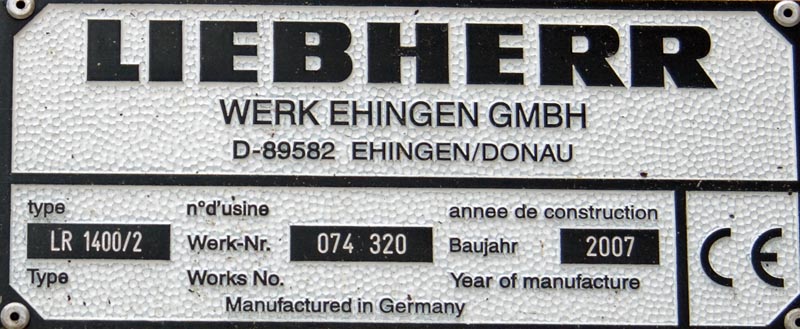 LIEBHERR
WERK EHINGEN GMBH
D-89582 EHINGEN/DONAU
type n°d'usine annee de construction
LR 1400/2 Werk-Nr. 074 320 Baujahr 2007
Type Works No. Year of manufacture
Manufactured in Germany
CE